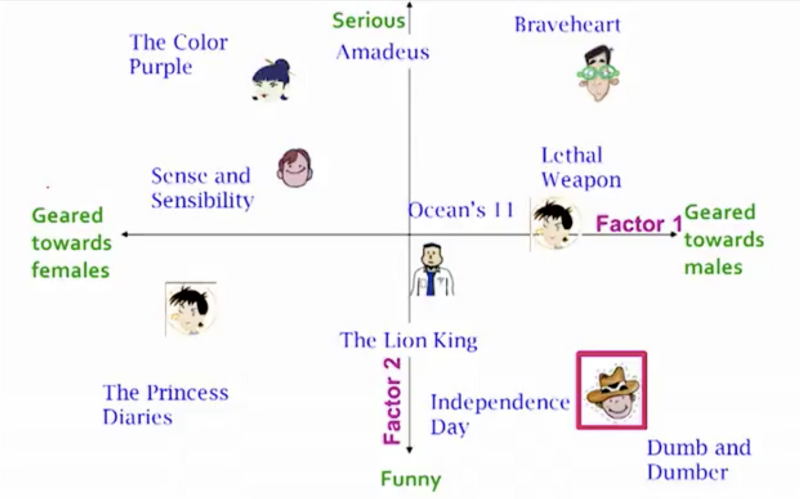 Serious
Braveheart
The Color
Purple
Amadeus
Lethal
Weapon
Sense and
Sensibility
Ocean's 11
Geared
towards
females
Factor 1
Geared
towards
males
The Lion King
Factor 2
The Princess
Diaries
Independence
Day
Dumb and
Dumber
Funny